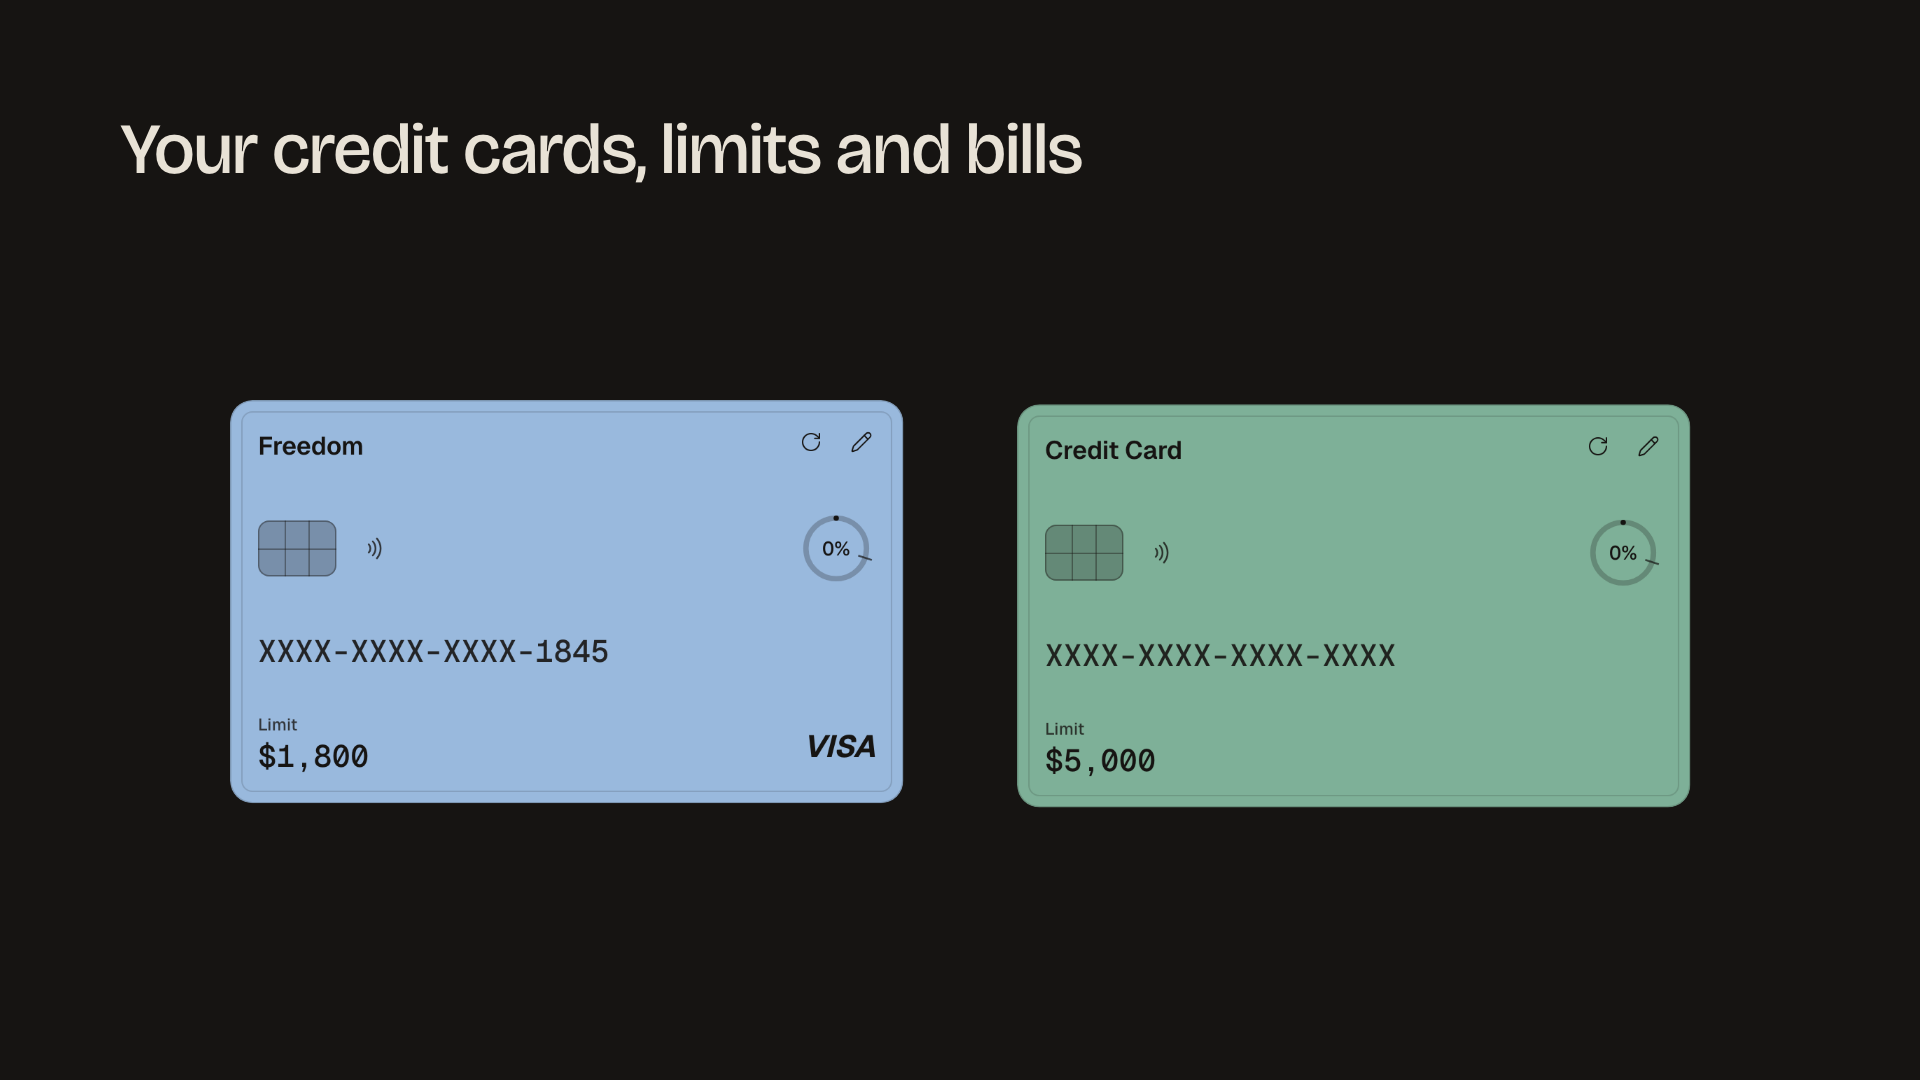 Your credit cards, limits and bills
Freedom
0%
XXXX-XXXX-XXXX-1845
Limit
$1,800
VISA
Credit Card
0%
XXXX-XXXX-XXXX-XXXX
Limit
$5,000